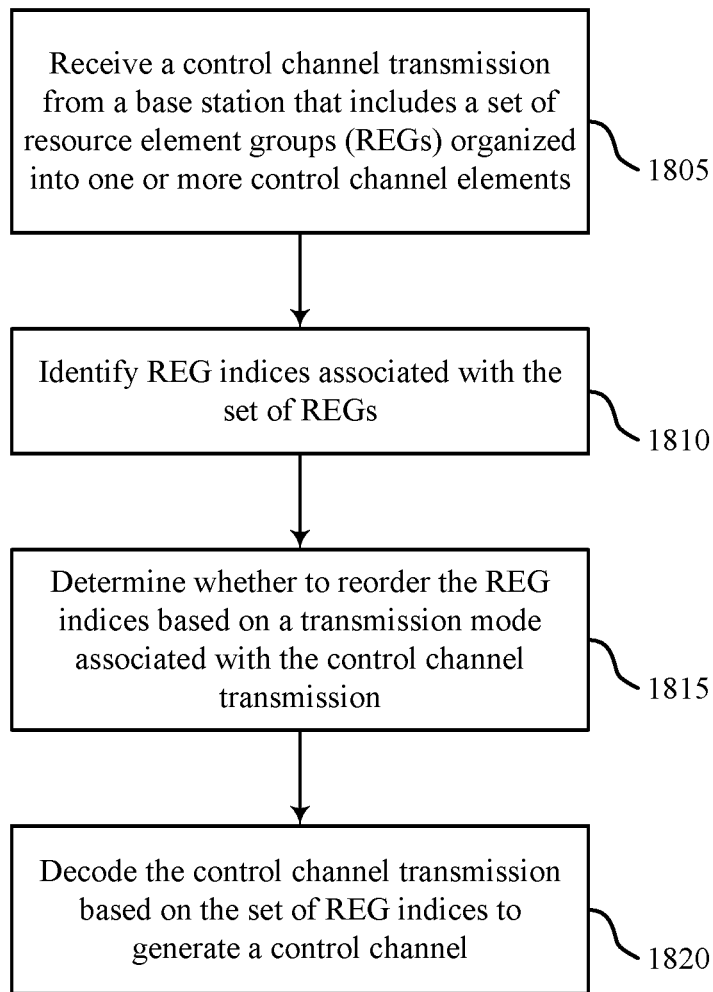 Receive a control channel transmission
from a base station that includes a set of
resource element groups (REGs) organized
into one or more control channel elements
1805
Identify REG indices associated with the
set of REGs
1810
Determine whether to reorder the REG
indices based on a transmission mode
associated with the control channel
transmission
1815
Decode the control channel transmission
based on the set of REG indices to
generate a control channel
1820